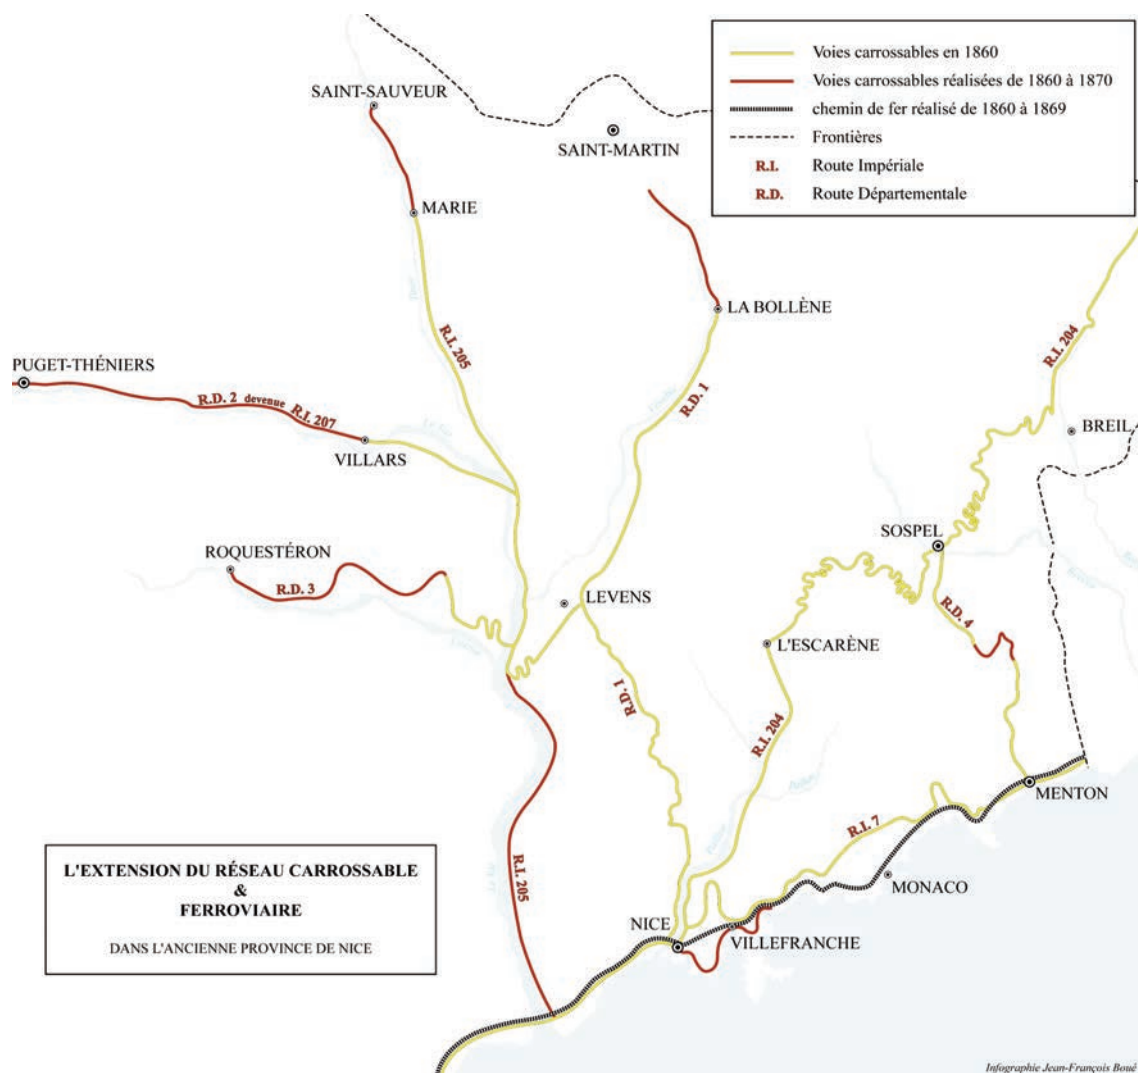 Voies carrossables en 1860
Voies carrossables réalisées de 1860 à 1870
chemin de fer réalisé de 1860 à 1869
Frontières
R.I. Route Impériale
R.D. Route Départementale
SAINT-SAUVEUR
SAINT-MARTIN
MARIE
LA BOLLÈNE
R.I. 204
R.I. 205
PUGET-THÉNIERS
R.D. 2 devenue R.I. 207
R.D. 1
BREIL
VILLARS
SOSPEL
ROQUESTÉRON
R.D. 3
LEVENS
R.D. 4
L'ESCARÈNE
R.D. 1
R.I. 204
MENTON
R.I. 7
R.I. 205
MONACO
NICE
VILLEFRANCHE
L'EXTENSION DU RÉSEAU CARROSSABLE
&
FERROVIAIRE
DANS L'ANCIENNE PROVINCE DE NICE
Infographie Jean-François Boué